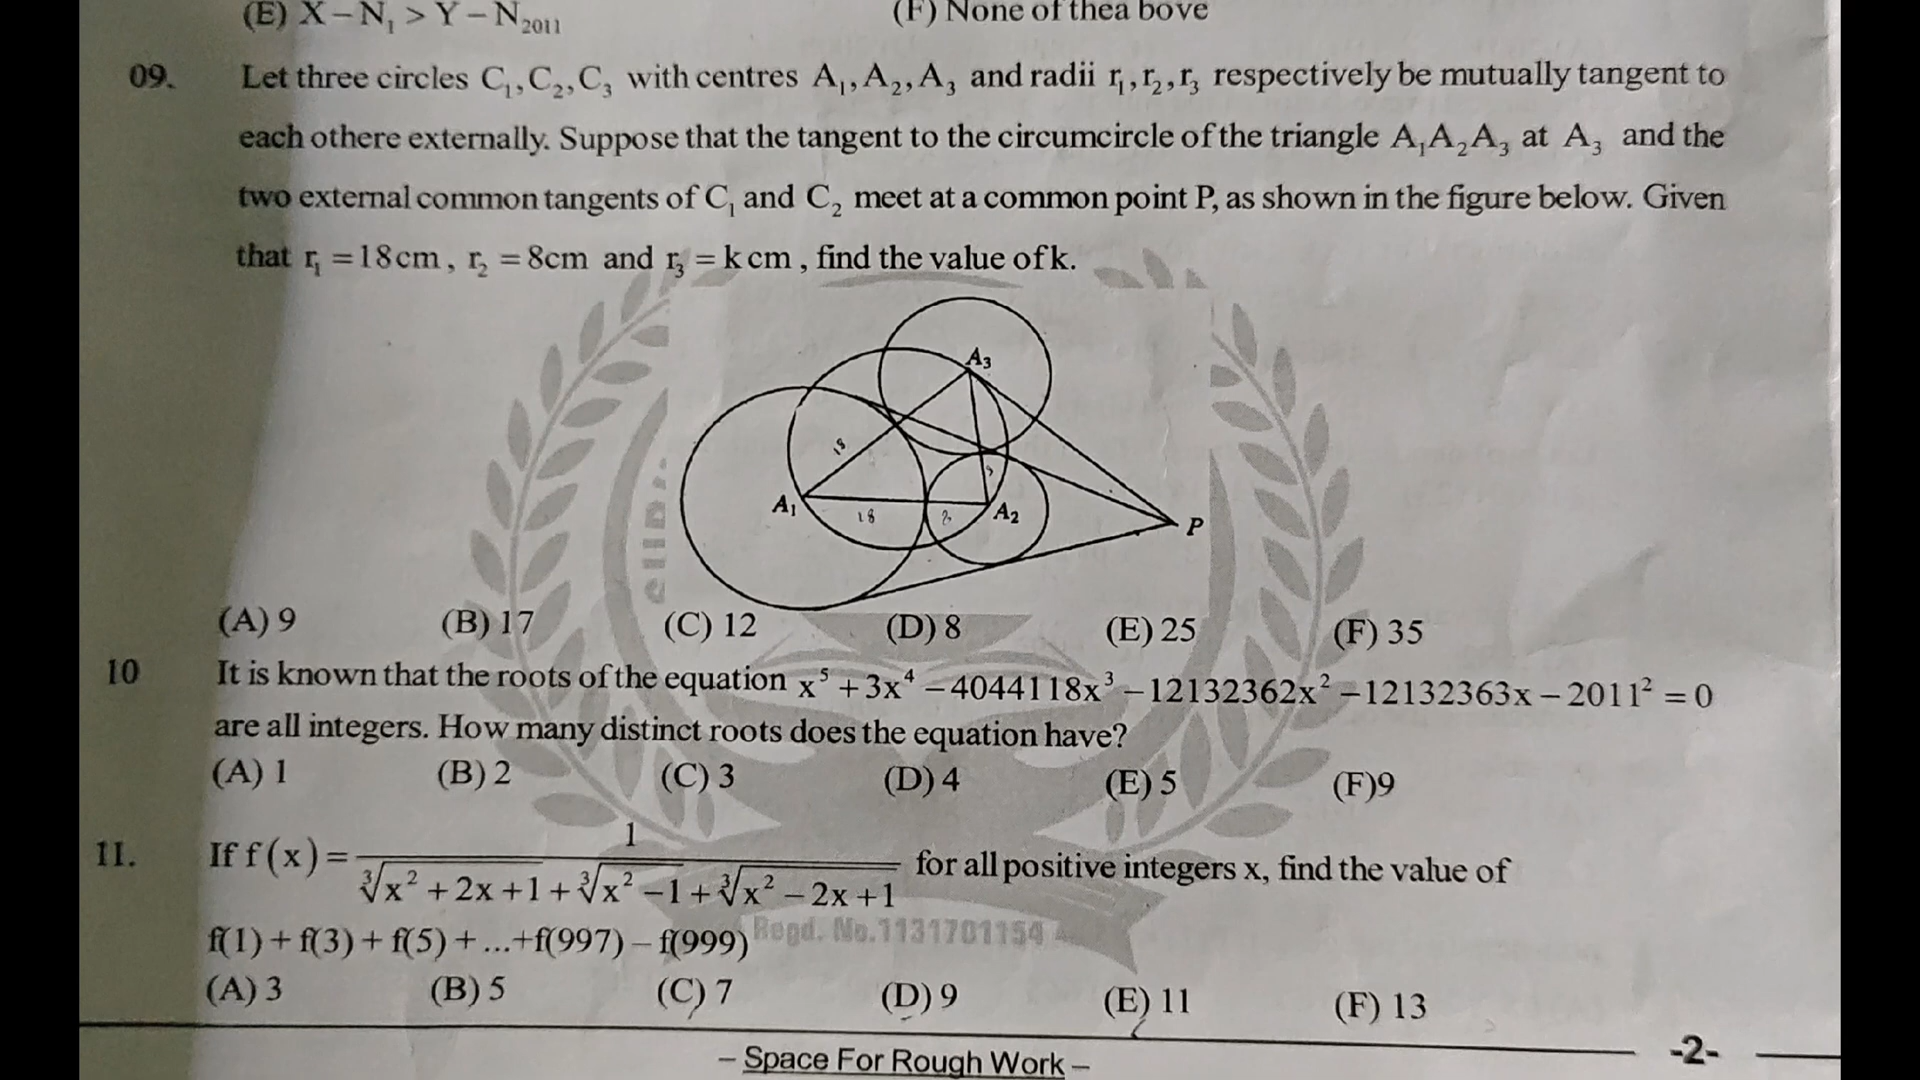 (E) X – N₁ > Y – N₂₀₁₁ (F) None of thea bove
09. Let three circles C₁, C₂, C₃ with centres A₁, A₂, A₃ and radii r₁, r₂, r₃ respectively be mutually tangent to
each othere externally. Suppose that the tangent to the circumcircle of the triangle A₁A₂A₃ at A₃ and the
two external common tangents of C₁ and C₂ meet at a common point P, as shown in the figure below. Given
that r₁ = 18cm, r₂ = 8cm and r₃ = k cm, find the value of k.
A₃
18
A₁
18
A₂
P
(A) 9 (B) 17 (C) 12 (D) 8 (E) 25 (F) 35
10 It is known that the roots of the equation x⁵ + 3x⁴ – 4044118x³ – 12132362x² – 12132363x – 2011² = 0
are all integers. How many distinct roots does the equation have?
(A) 1 (B) 2 (C) 3 (D) 4 (E) 5 (F)9
11. If f(x) = 1 / (∛(x² + 2x + 1) + ∛(x² – 1) + ∛(x² – 2x + 1)) for all positive integers x, find the value of
f(1) + f(3) + f(5) + ...+f(997) – f(999)
Regd. No.1131701154
(A) 3 (B) 5 (C) 7 (D) 9 (E) 11 (F) 13
-2-
– Space For Rough Work –